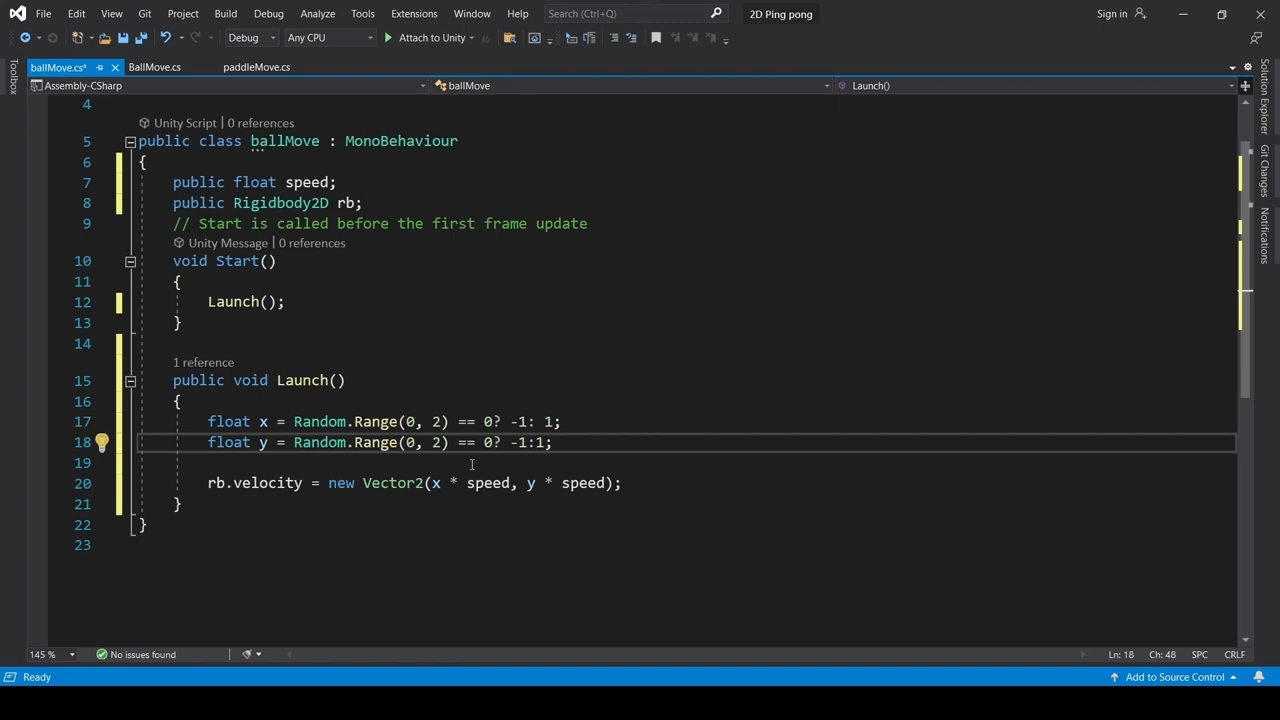 File Edit View Git Project Build Debug Analyze Tools Extensions Window Help Search (Ctrl+Q) 2D Ping pong Sign in
Debug Any CPU Attach to Unity
ballMove.cs* BallMove.cs paddleMove.cs
Assembly-CSharp ballMove Launch()
Toolbox
Solution Explorer
Git Changes
Notifications
4
Unity Script | 0 references
5 public class ballMove : MonoBehaviour
6 {
7 public float speed;
8 public Rigidbody2D rb;
9 // Start is called before the first frame update
Unity Message | 0 references
10 void Start()
11 {
12 Launch();
13 }
14
1 reference
15 public void Launch()
16 {
17 float x = Random.Range(0, 2) == 0? -1: 1;
18 float y = Random.Range(0, 2) == 0? -1:1;
19
20 rb.velocity = new Vector2(x * speed, y * speed);
21 }
22 }
23
145 % No issues found Ln: 18 Ch: 48 SPC CRLF
Ready Add to Source Control